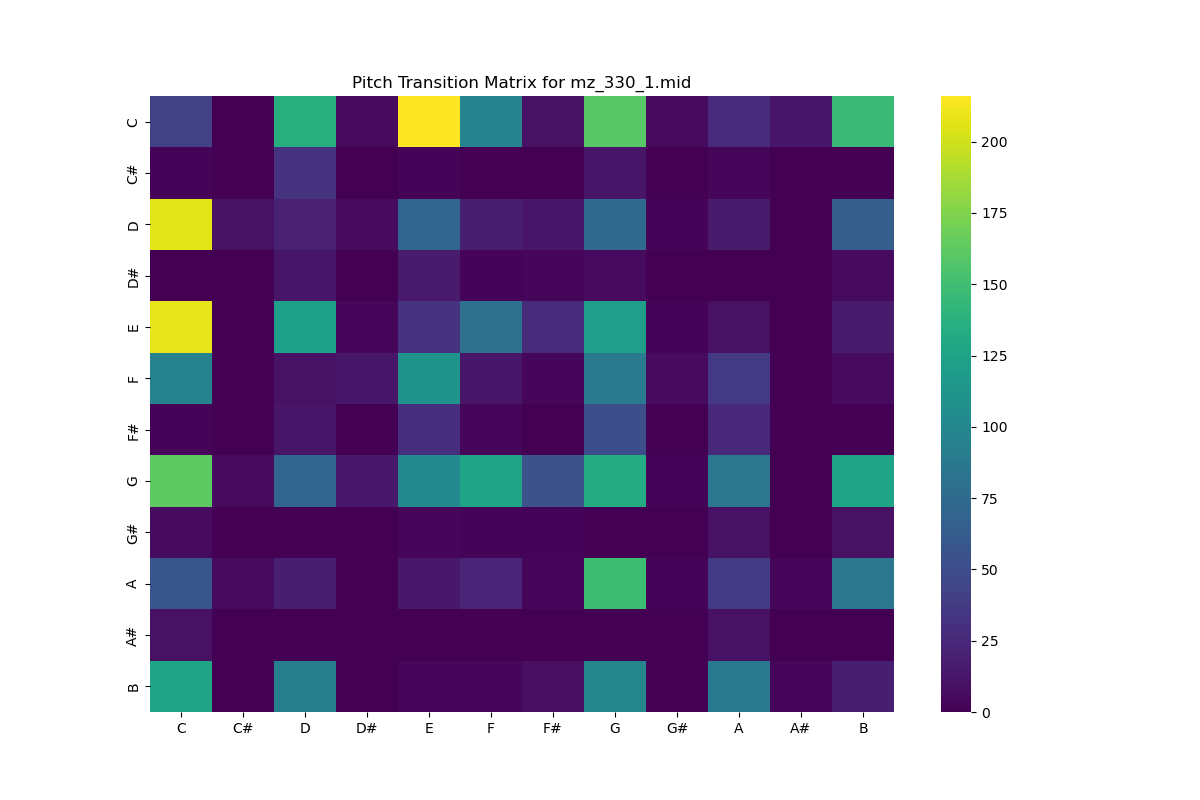 Pitch Transition Matrix for mz_330_1.mid
C
C#
D
D#
E
F
F#
G
G#
A
A#
B
C C# D D# E F F# G G# A A# B
200
175
150
125
100
75
50
25
0